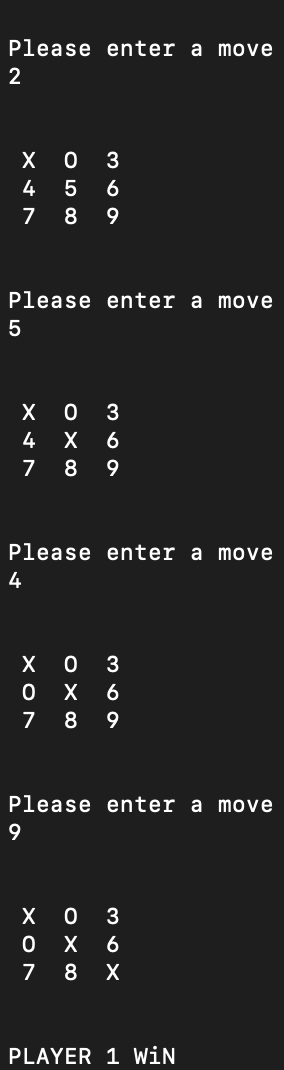 Please enter a move
2
X O 3
4 5 6
7 8 9
Please enter a move
5
X O 3
4 X 6
7 8 9
Please enter a move
4
X O 3
O X 6
7 8 9
Please enter a move
9
X O 3
O X 6
7 8 X
PLAYER 1 WiN